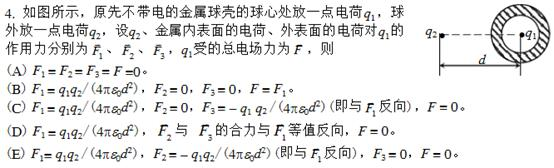 4. 如图所示，原先不带电的金属球壳的球心处放一点电荷q₁，球
外放一点电荷q₂，设q₂、金属内表面的电荷、外表面的电荷对q₁的
作用力分别为 F⃗₁、F⃗₂、F⃗₃，q₁受的总电场力为 F⃗，则
(A) F₁ = F₂ = F₃ = F =0。
(B) F₁= q₁q₂/(4πε₀d²)，F₂ = 0，F₃ = 0，F = F₁。
(C) F₁= q₁q₂/(4πε₀d²)，F₂ = 0，F₃ = − q₁ q₂/(4πε₀d²)(即与F⃗₁反向)，F = 0。
(D) F₁= q₁q₂/(4πε₀d²)，F⃗₂ 与 F⃗₃的合力与F⃗₁等值反向，F = 0。
(E) F₁= q₁q₂/(4πε₀d²)，F₂= − q₁q₂/(4πε₀d²)(即与F⃗₁反向)，F₃ = 0，F = 0。
q₂ q₁
d